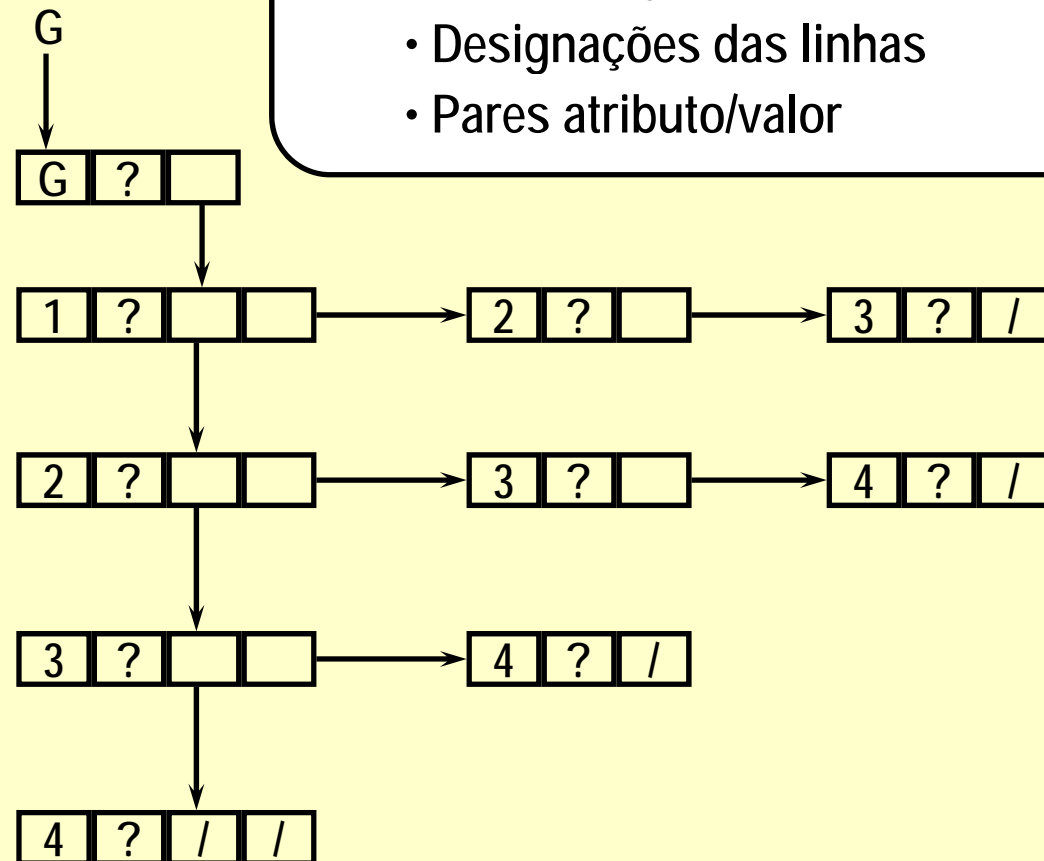 G
• Designações das linhas
• Pares atributo/valor
G ?
1 ? 2 ? 3 ? /
2 ? 3 ? 4 ? /
3 ? 4 ? /
4 ? / /